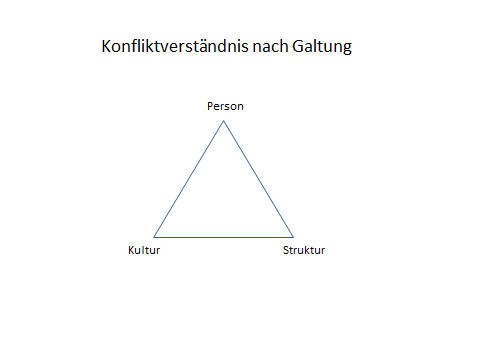 Konfliktverständnis nach Galtung
Person
Kultur
Struktur